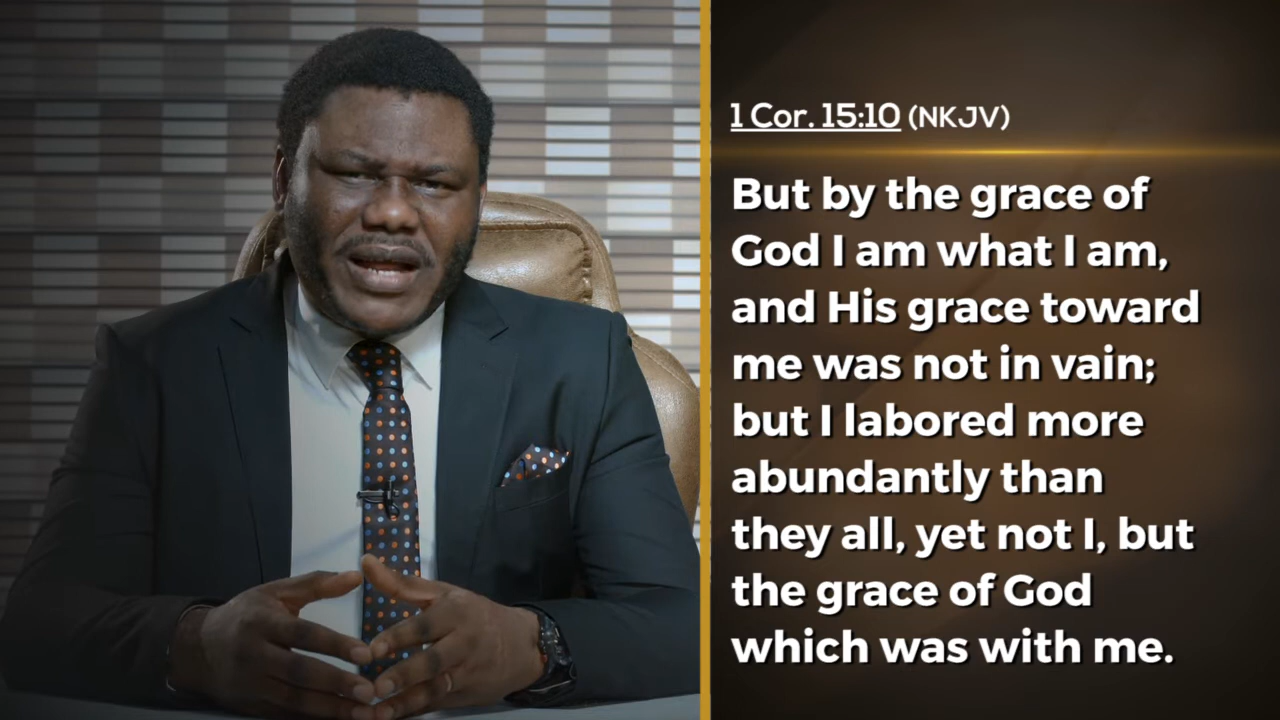 1 Cor. 15:10 (NKJV)
But by the grace of
God I am what I am,
and His grace toward
me was not in vain;
but I labored more
abundantly than
they all, yet not I, but
the grace of God
which was with me.